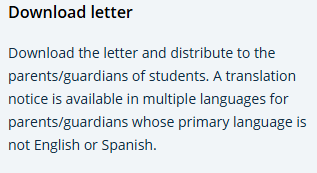 Download letter
Download the letter and distribute to the
parents/guardians of students. A translation
notice is available in multiple languages for
parents/guardians whose primary language is
not English or Spanish.